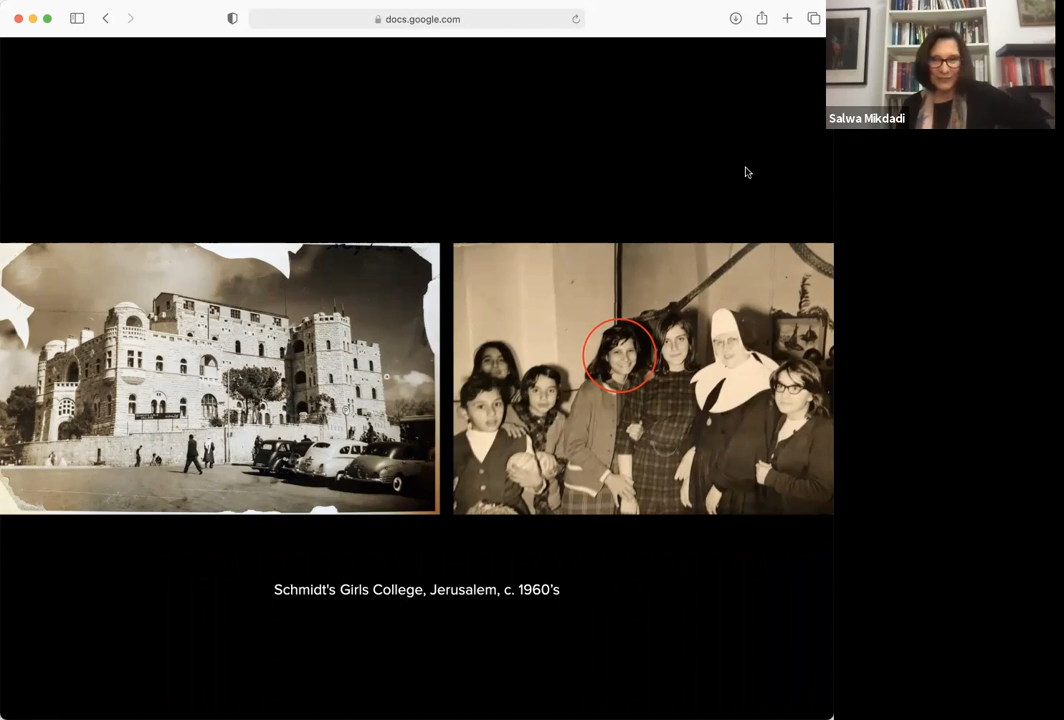 docs.google.com
Salwa Mikdadi
Schmidt's Girls College, Jerusalem, c. 1960's